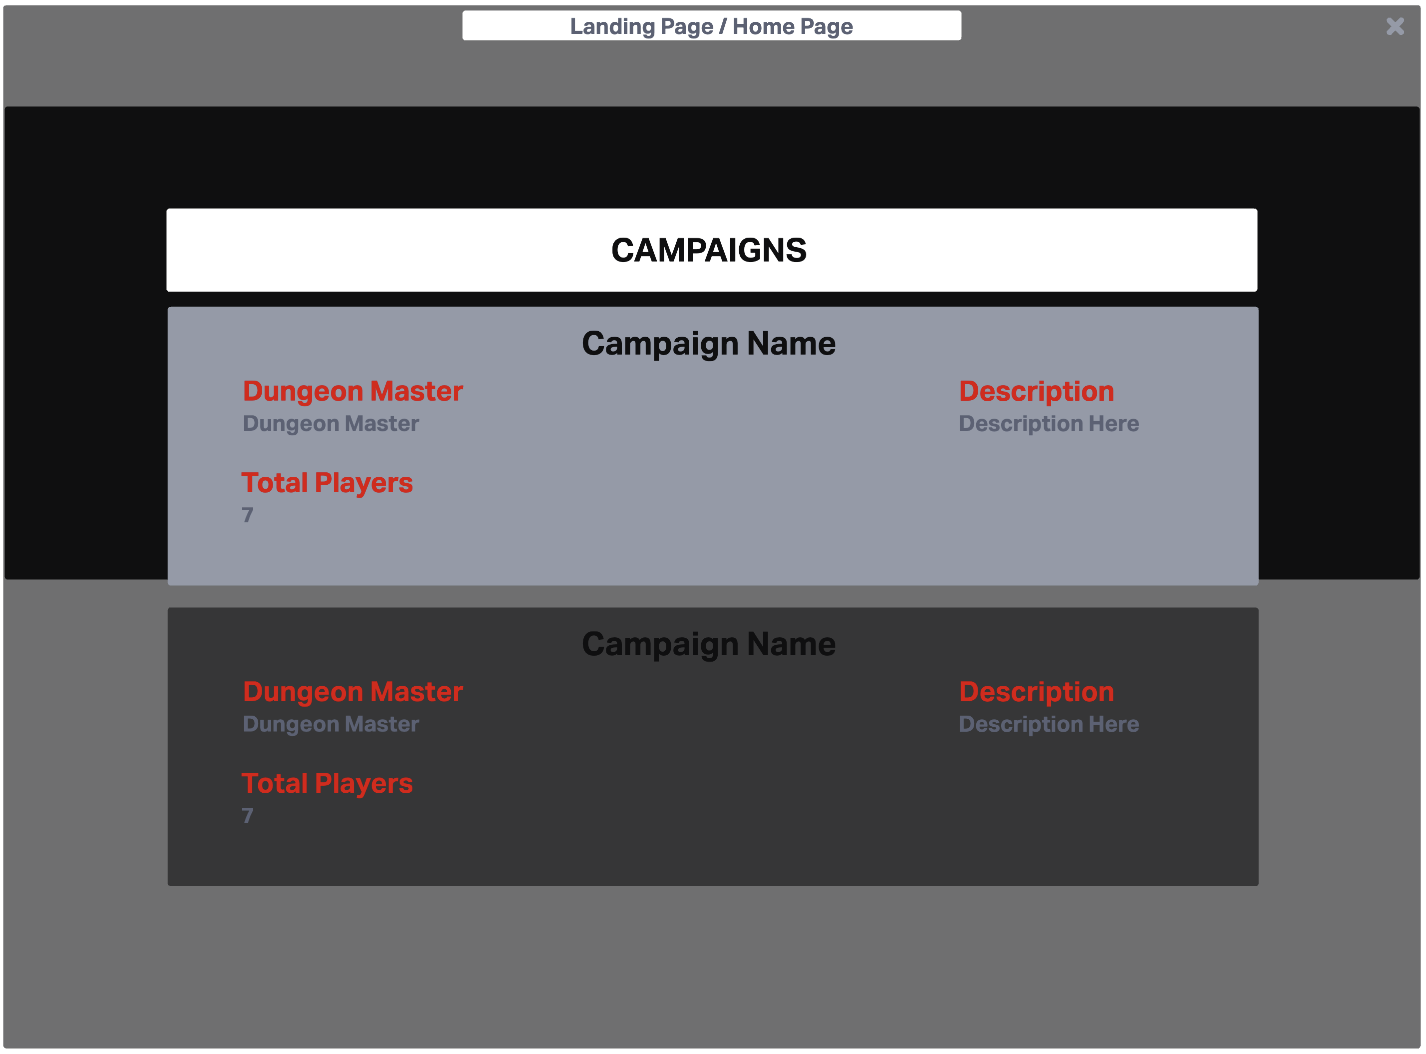 Landing Page / Home Page
CAMPAIGNS
Campaign Name
Dungeon Master
Dungeon Master
Description
Description Here
Total Players
7
Campaign Name
Dungeon Master
Dungeon Master
Description
Description Here
Total Players
7